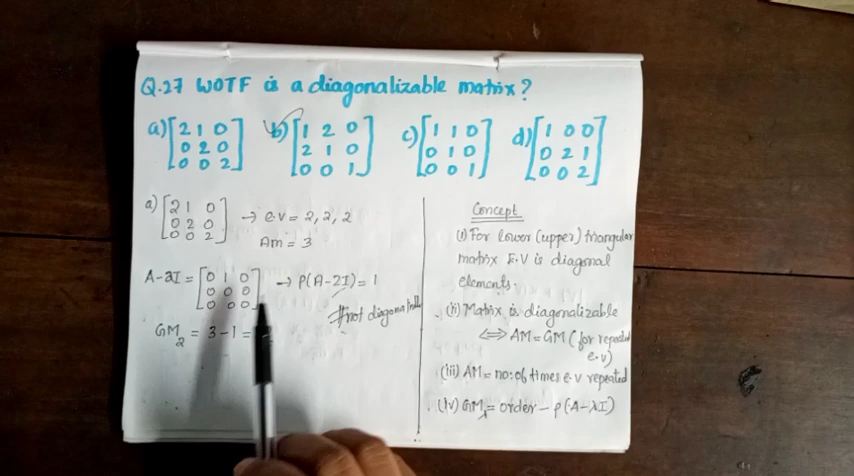 Q.27 WOTF is a diagonalizable matrix?
a) [2 1 0 b) [1 2 0 c) [1 1 0 d) [1 0 0
0 2 0 2 1 0 0 1 0 0 2 1
0 0 2] 0 0 1] 0 0 1] 0 0 2]
a) [2 1 0
0 2 0 → e.v = 2, 2, 2
0 0 2]
Am = 3
A-2I = [0 1 0
0 0 0 → ρ(A-2I) = 1
0 0 0]
#not
GM2 = 3-1 =
Concept
(i) For lower (upper) triangular
matrix E.V is diagonal
elements.
(ii) Matrix is diagonalizable
⟺ AM = GM (for repeated
e.v)
(iii) AM = no. of times e.v repeated
(iv) GMλ = order - ρ(A-λI)